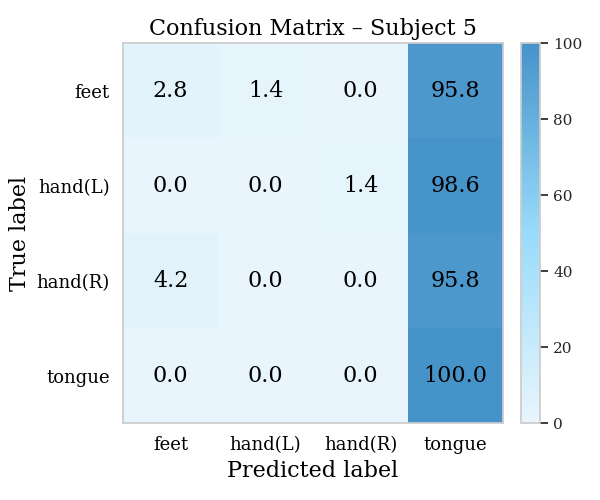 Confusion Matrix – Subject 5
True label
feet 2.8 1.4 0.0 95.8
hand(L) 0.0 0.0 1.4 98.6
hand(R) 4.2 0.0 0.0 95.8
tongue 0.0 0.0 0.0 100.0
feet hand(L) hand(R) tongue
Predicted label
100
80
60
40
20
0